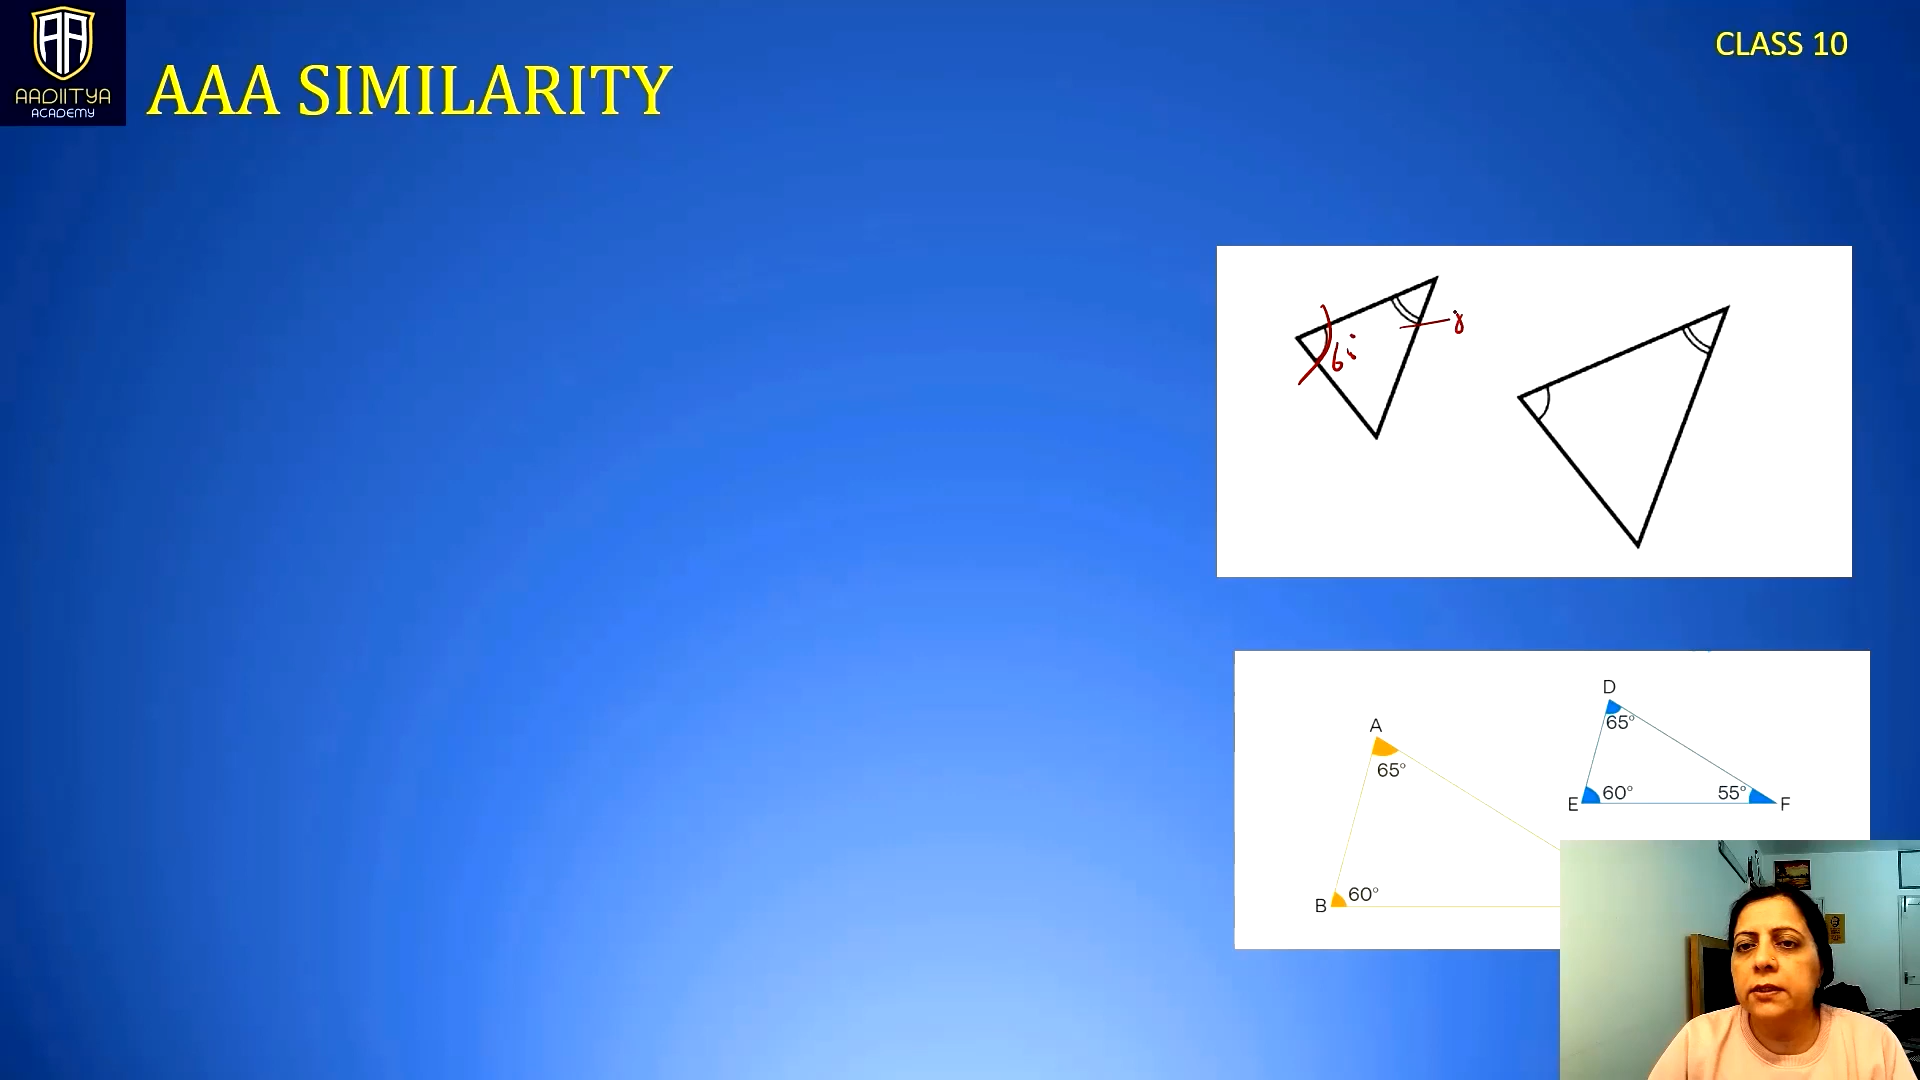 AADIITYA
ACADEMY
AAA SIMILARITY
CLASS 10
D
65°
A
65°
E 60° 55° F
B 60°